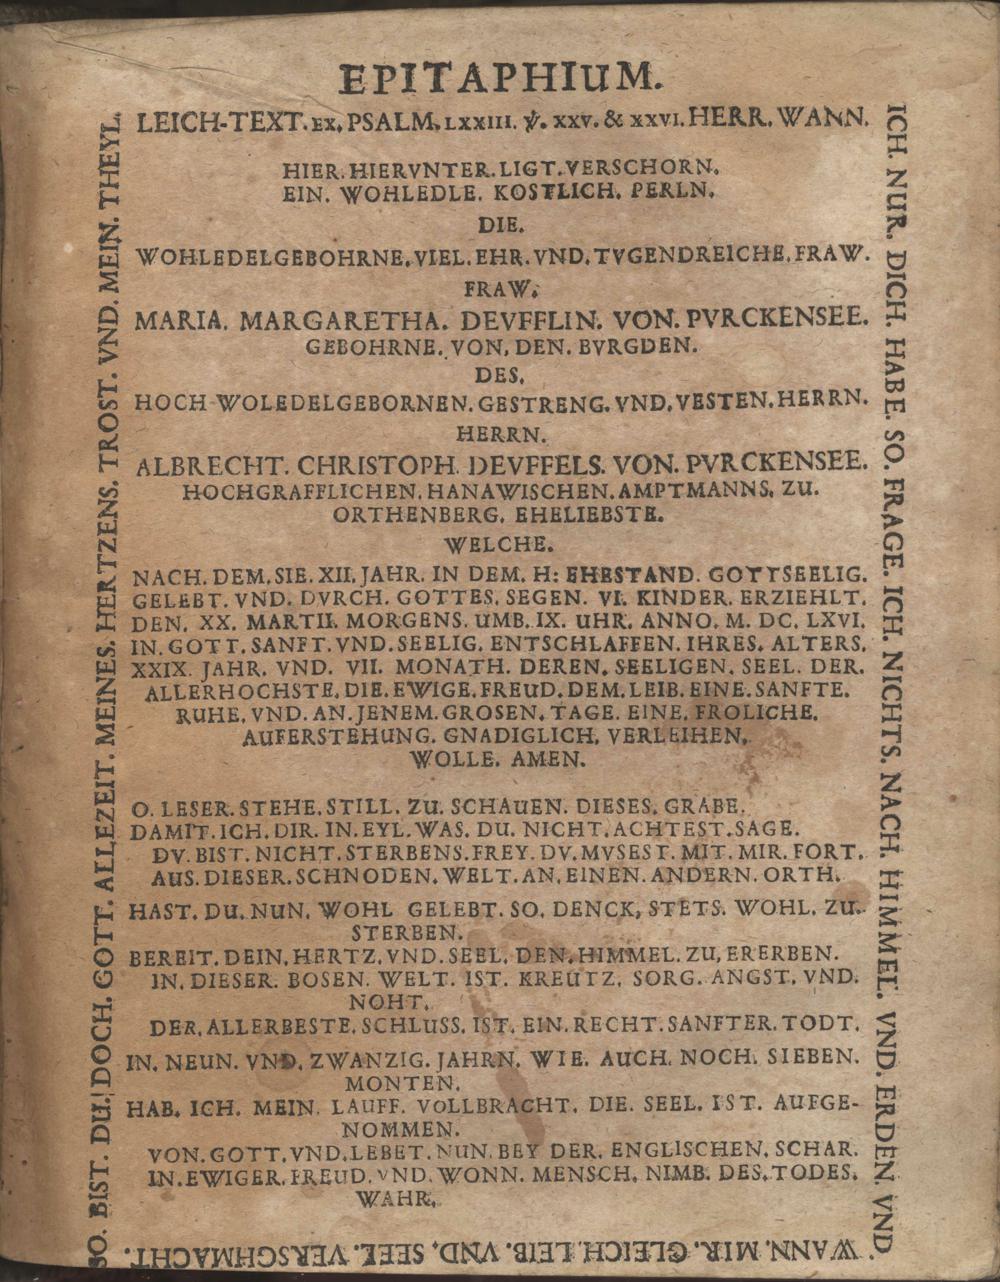 EPITAPHIUM.
LEICH-TEXT. EX. PSALM. LXXIII. ℣. XXV. & XXVI. HERR. WANN.
ICH. NUR. DICH. HABE. SO. FRAGE. ICH. NICHTS. NACH. HIMMEL. VND. ERDEN. VND
WANN. MIR. GLEICH. LEIB. VND. SEEL. VERSCHMACHT.
SO. BIST. DU. DOCH. GOTT. ALLEZEIT. MEINES. HERTZENS. TROST. VND. MEIN. THEYL.
HIER. HIERVNTER. LIGT. VERSCHORN.
EIN. WOHLEDLE. KOSTLICH. PERLN.
DIE.
WOHLEDELGEBOHRNE. VIEL. EHR. VND. TVGENDREICHE. FRAW.
FRAW.
MARIA. MARGARETHA. DEVFFLIN. VON. PVRCKENSEE.
GEBOHRNE. VON. DEN. BVRGDEN.
DES.
HOCH-WOLEDELGEBORNEN. GESTRENG. VND. VESTEN. HERRN.
HERRN.
ALBRECHT. CHRISTOPH. DEVFFELS. VON. PVRCKENSEE.
HOCHGRAFFLICHEN. HANAWISCHEN. AMPTMANNS. ZU.
ORTHENBERG. EHELIEBSTE.
WELCHE.
NACH. DEM. SIE. XII. JAHR. IN DEM. H: EHESTAND. GOTTSEELIG.
GELEBT. VND. DVRCH. GOTTES. SEGEN. VI. KINDER. ERZIEHLT.
DEN. XX. MARTII. MORGENS. UMB. IX. UHR. ANNO. M. DC. LXVI.
IN. GOTT. SANFT. VND. SEELIG. ENTSCHLAFFEN. IHRES. ALTERS.
XXIX. JAHR. VND. VII. MONATH. DEREN. SEELIGEN. SEEL. DER.
ALLERHOCHSTE. DIE. EWIGE. FREUD. DEM. LEIB. EINE. SANFTE.
RUHE. VND. AN. JENEM. GROSEN. TAGE. EINE. FROLICHE.
AUFERSTEHUNG. GNADIGLICH. VERLEIHEN.
WOLLE. AMEN.
O. LESER. STEHE. STILL. ZU. SCHAUEN. DIESES. GRABE.
DAMIT. ICH. DIR. IN. EYL. WAS. DU. NICHT. ACHTEST. SAGE.
DV. BIST. NICHT. STERBENS. FREY. DV. MVSEST. MIT. MIR. FORT.
AUS. DIESER. SCHNODEN. WELT. AN. EINEN. ANDERN. ORTH.
HAST. DU. NUN. WOHL GELEBT. SO. DENCK, STETS. WOHL. ZU.
STERBEN.
BEREIT. DEIN. HERTZ. VND. SEEL. DEN. HIMMEL. ZU. ERERBEN.
IN. DIESER. BOSEN. WELT. IST. KREUTZ. SORG. ANGST. VND.
NOHT.
DER. ALLERBESTE. SCHLUSS. IST. EIN. RECHT. SANFTER. TODT.
IN. NEUN. VND. ZWANZIG. JAHRN. WIE. AUCH. NOCH. SIEBEN.
MONTEN.
HAB. ICH. MEIN. LAUFF. VOLLBRACHT. DIE. SEEL. IST. AUFGE-
NOMMEN.
VON. GOTT. VND. LEBET. NUN. BEY DER. ENGLISCHEN. SCHAR.
IN. EWIGER. FREUD. VND. WONN. MENSCH. NIMB. DES. TODES.
WAHR.